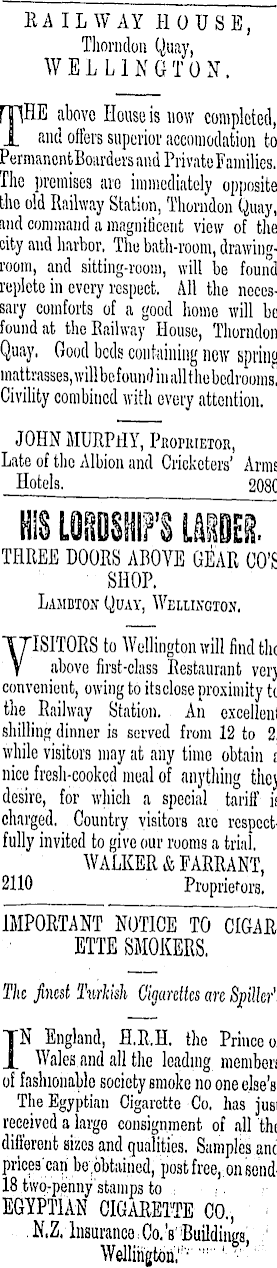 RAILWAY HOUSE,
Thorndon Quay,
WELLINGTON.
THE above House is now completed,
and offers superior accomodation to
Permanent Boarders and Private Families.
The premises are immediately opposite
the old Railway Station, Thorndon Quay,
and command a magnificent view of the
city and harbor. The bath-room, drawing-
room, and sitting-room, will be found
replete in every respect. All the neces-
sary comforts of a good home will be
found at the Railway House, Thorndon
Quay. Good beds containing new spring
mattrasses, will be found in all the bedrooms.
Civility combined with every attention.
JOHN MURPHY, PROPRIETOR,
Late of the Albion and Cricketers' Arms
Hotels. 2080
HIS LORDSHIP'S LARDER.
THREE DOORS ABOVE GEAR CO'S
SHOP.
LAMBTON QUAY, WELLINGTON.
VISITORS to Wellington will find the
above first-class Restaurant very
convenient, owing to its close proximity to
the Railway Station. An excellent
shilling dinner is served from 12 to 2,
while visitors may at any time obtain a
nice fresh-cooked meal of anything they
desire, for which a special tariff is
charged. Country visitors are respect-
fully invited to give our rooms a trial.
WALKER & FARRANT,
2110 Proprietors.
IMPORTANT NOTICE TO CIGAR
ETTE SMOKERS.
The finest Turkish Cigarettes are Spiller'
IN England, H.R.H. the Prince o
Wales and all the leading members
of fashionable society smoke no one else's
The Egyptian Cigarette Co. has jus
received a large consignment of all the
different sizes and qualities. Samples and
prices can be obtained, post free, on send
18 two-penny stamps to
EGYPTIAN CIGARETTE CO.,
N.Z. Insurance Co.'s Buildings,
Wellington.